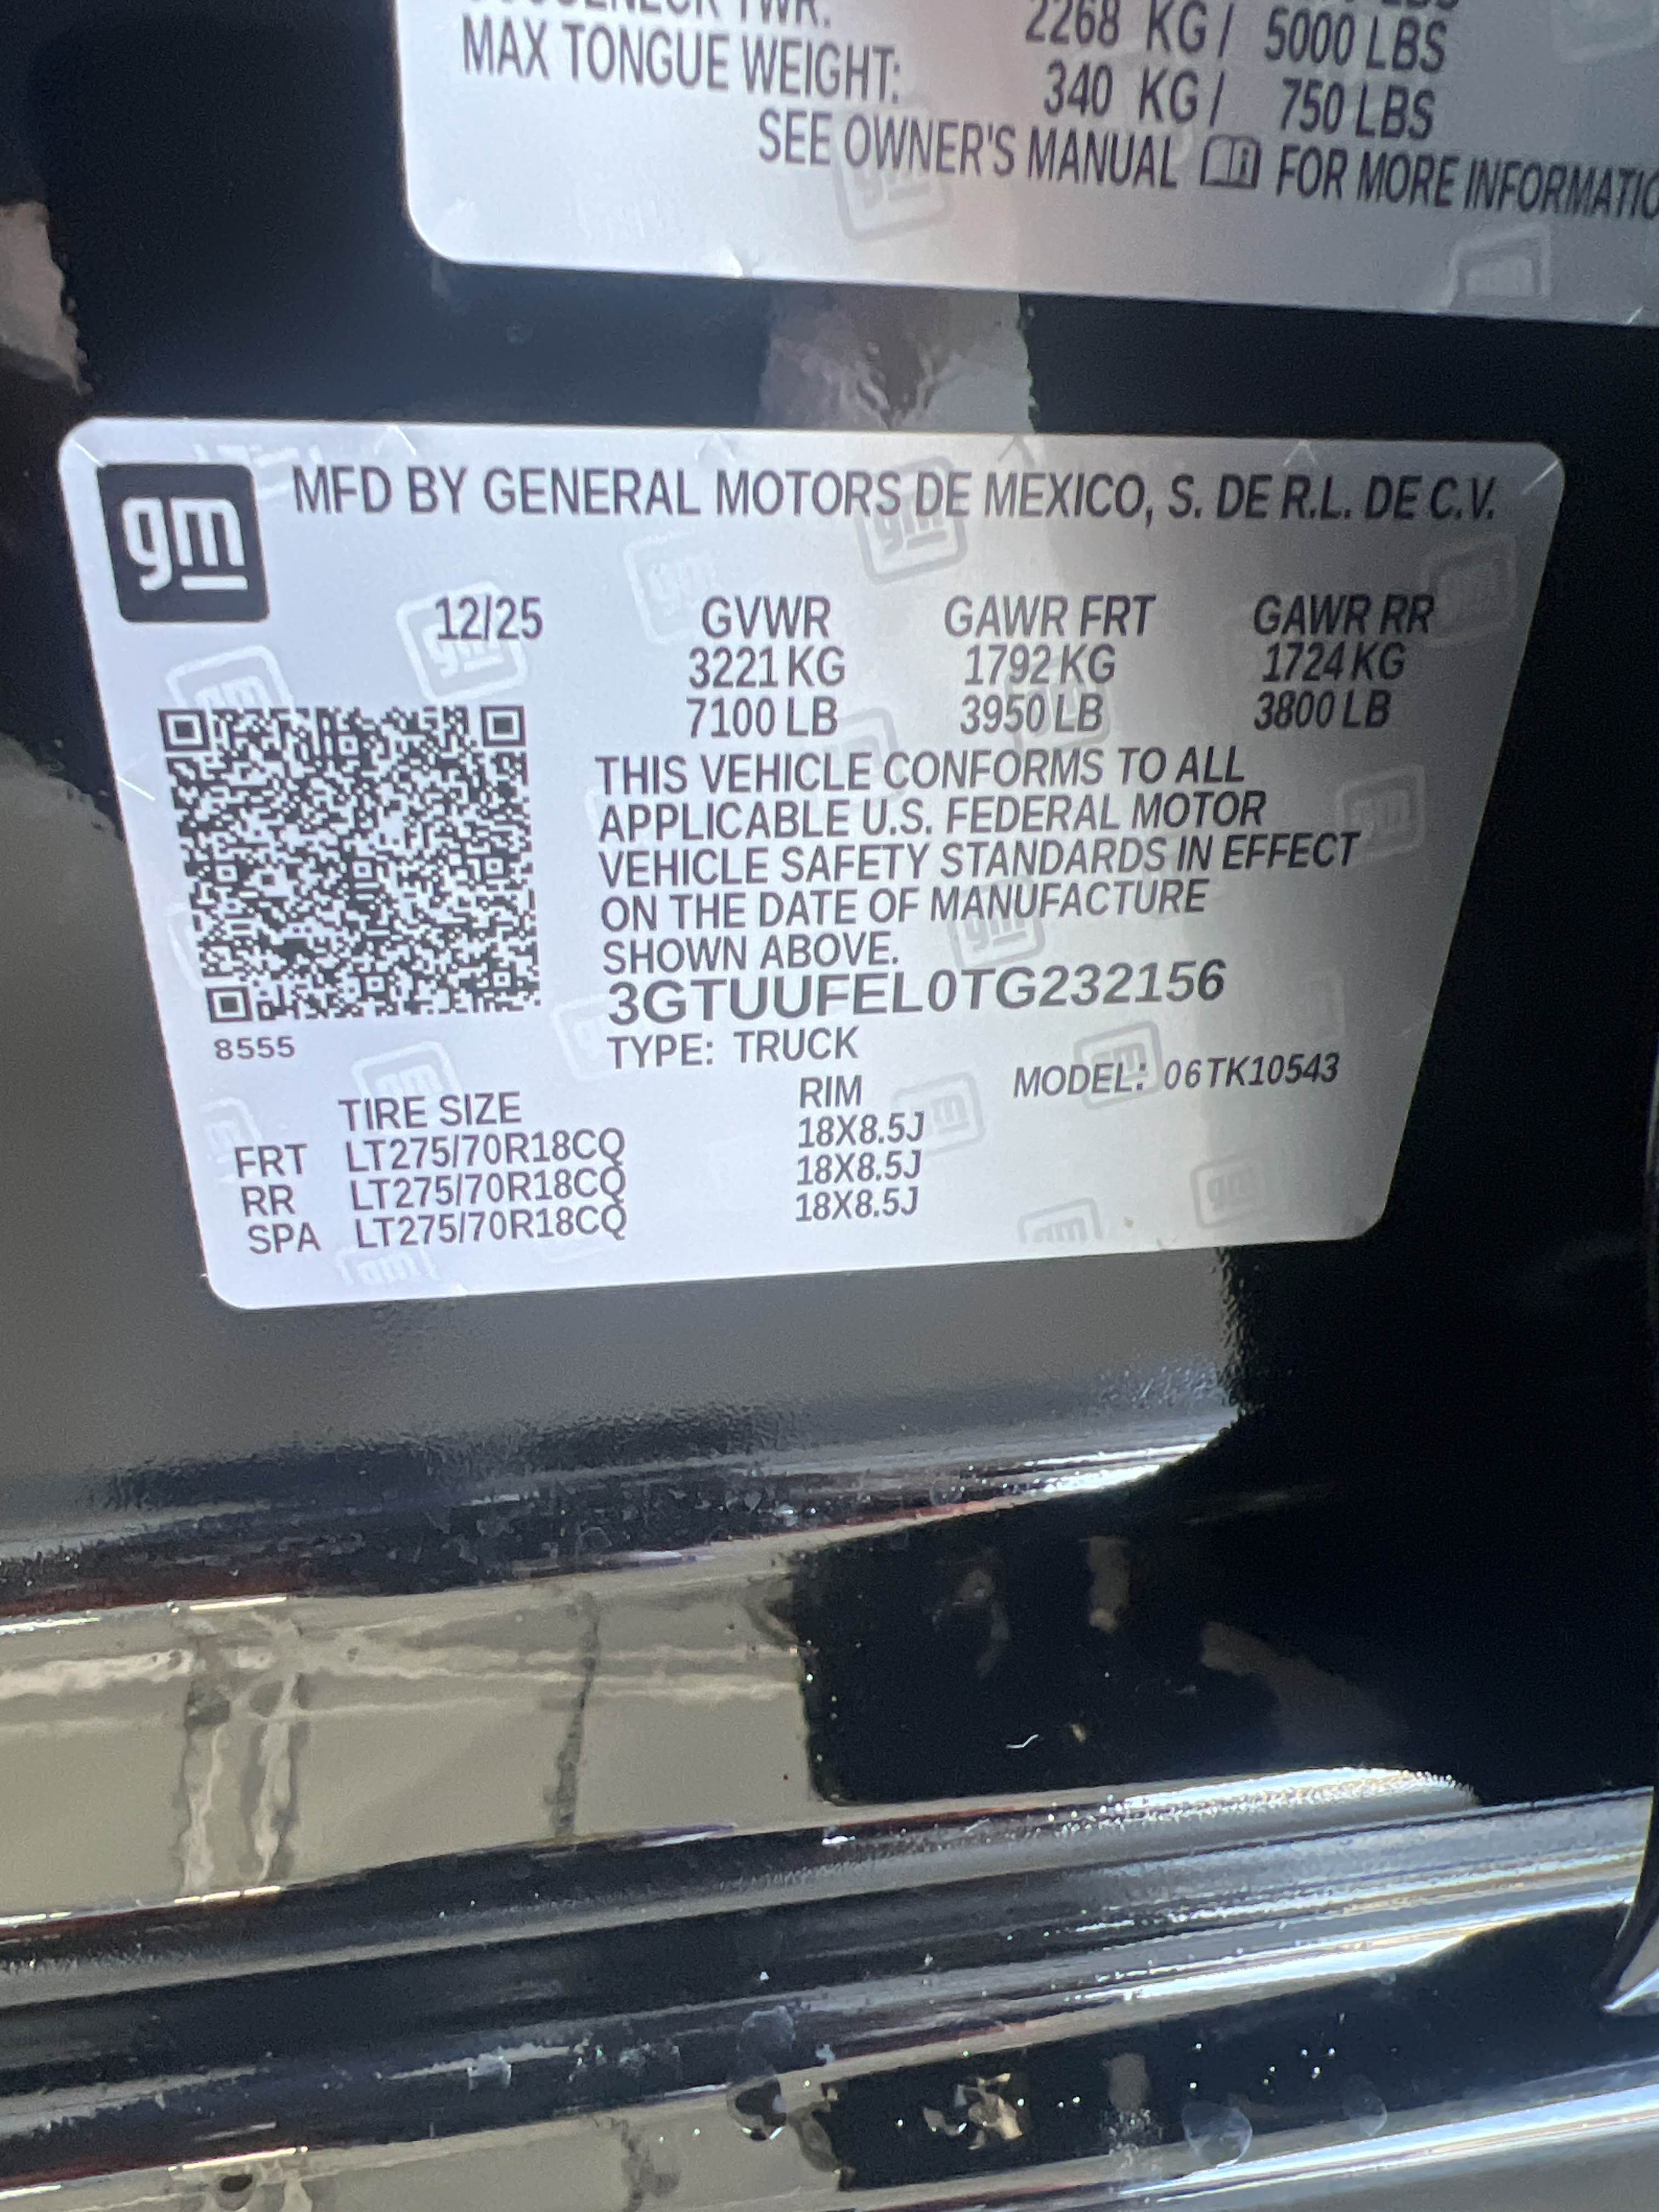 TWR.
2268 KG / 5000 LBS
MAX TONGUE WEIGHT: 340 KG / 750 LBS
SEE OWNER'S MANUAL FOR MORE
gm
MFD BY GENERAL MOTORS DE MEXICO, S. DE R.L. DE C.V.
12/25 GVWR GAWR FRT GAWR RR
3221 KG 1792 KG 1724 KG
7100 LB 3950 LB 3800 LB
THIS VEHICLE CONFORMS TO ALL
APPLICABLE U.S. FEDERAL MOTOR
VEHICLE SAFETY STANDARDS IN EFFECT
ON THE DATE OF MANUFACTURE
SHOWN ABOVE.
3GTUUFEL0TG232156
8555
TYPE: TRUCK
MODEL: 06TK10543
TIRE SIZE RIM
FRT LT275/70R18CQ 18X8.5J
RR LT275/70R18CQ 18X8.5J
SPA LT275/70R18CQ 18X8.5J